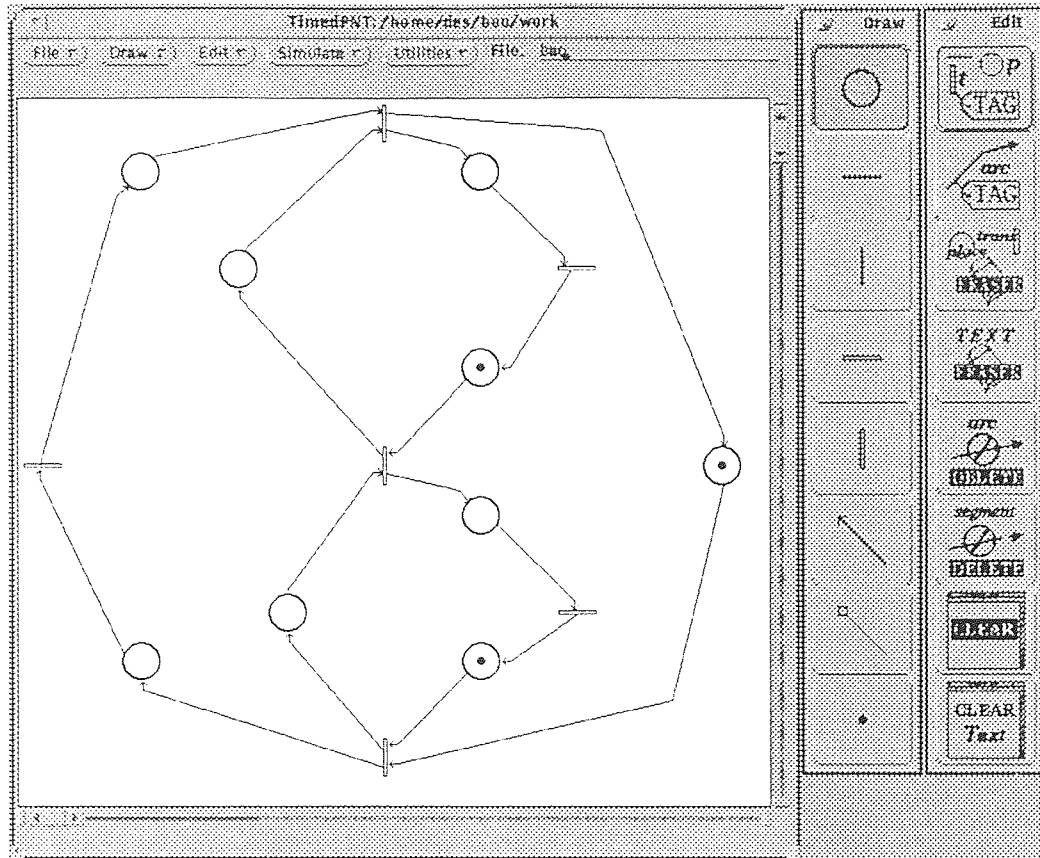 TimedPNT:/home/des/bao/work
File Draw Edit Simulate Utilities File. bao
Draw
Edit
t P
TAG
arc
TAG
trans
place
ERASER
TEXT
ERASER
arc
DELETE
segment
DELETE
CLEAR
CLEAR
Text